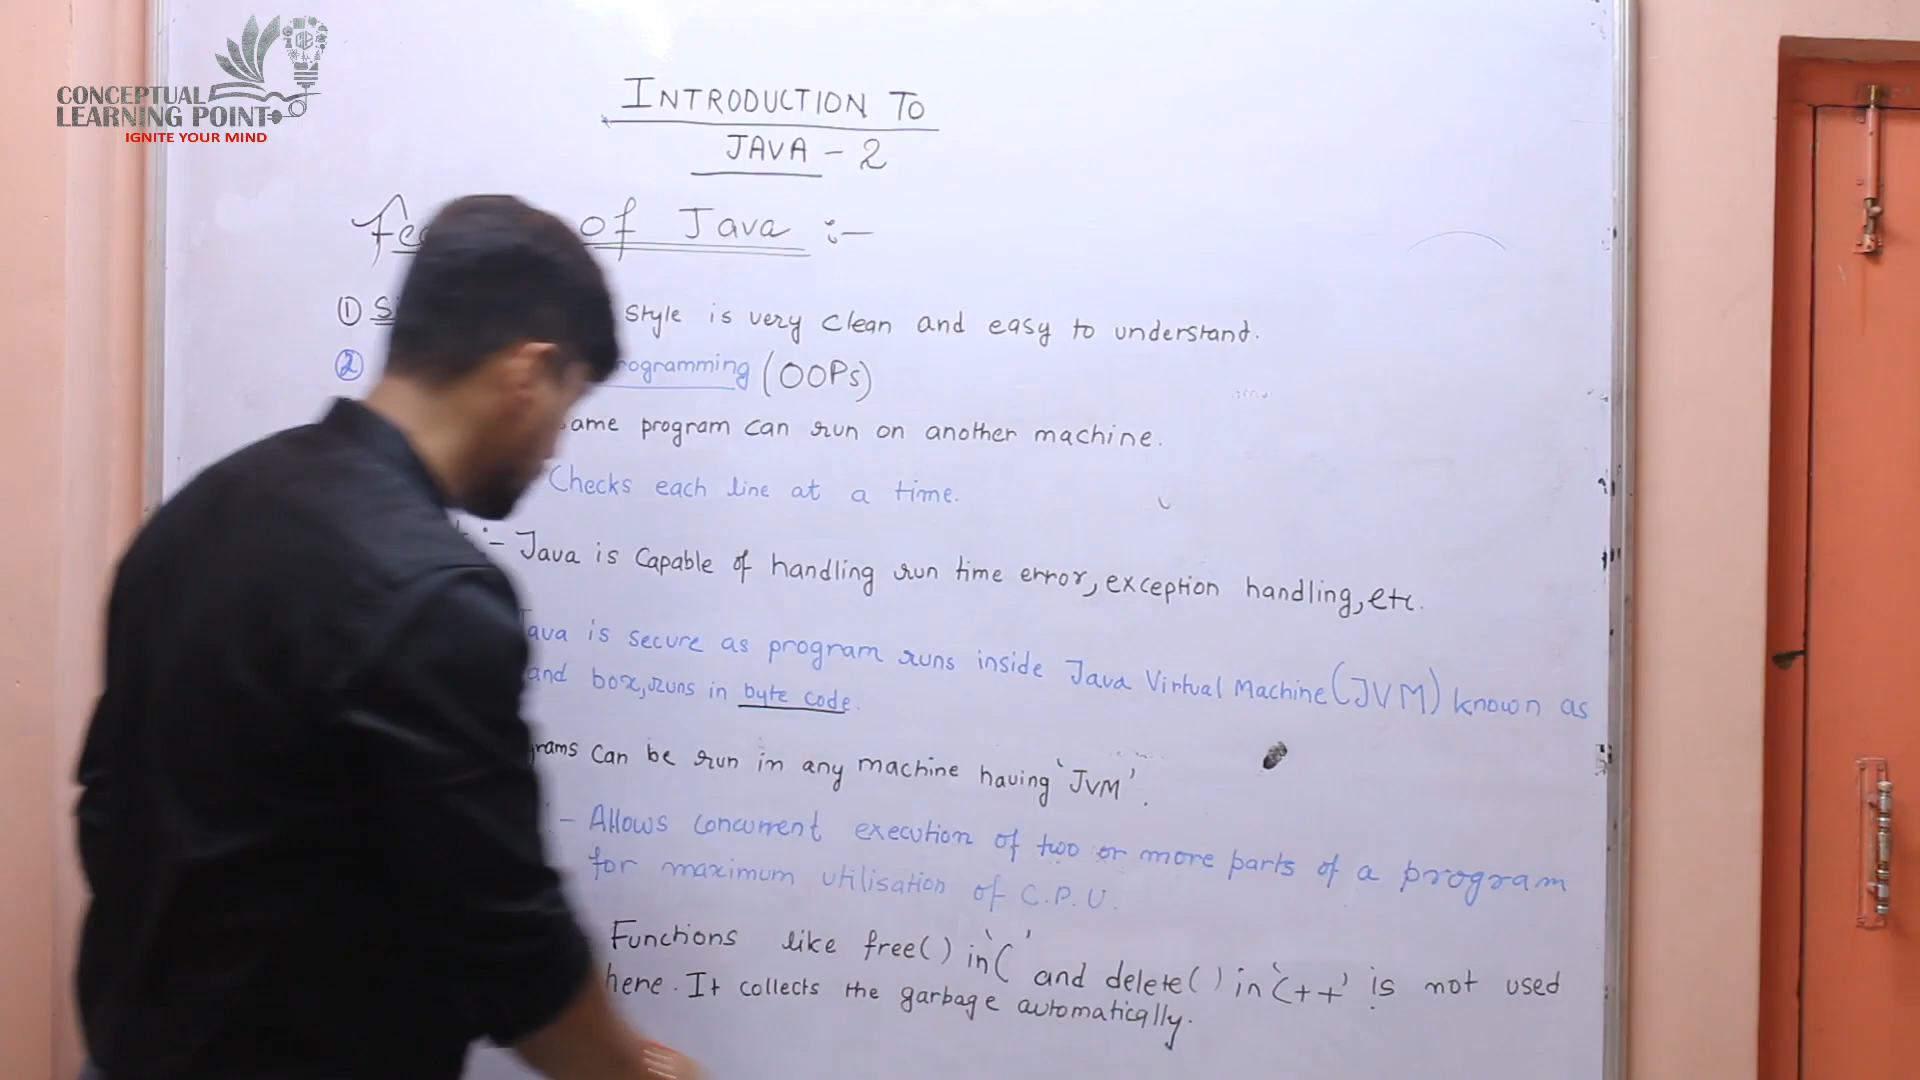 CONCEPTUAL
LEARNING POINT
IGNITE YOUR MIND
INTRODUCTION TO
JAVA - 2
of Java :-
① style is very clean and easy to understand.
② rogramming (OOPs)
ame program can run on another machine.
Checks each line at a time.
:- Java is Capable of handling run time error, exception handling, etc.
Java is secure as program runs inside Java Virtual Machine (JVM) known as
and box, runs in byte code.
grams can be run in any machine having 'JVM'.
:- Allows concurrent execution of two or more parts of a program
for maximum utilisation of C.P.U.
Functions like free() in 'C' and delete() in 'C++' is not used
here. It collects the garbage automatically.